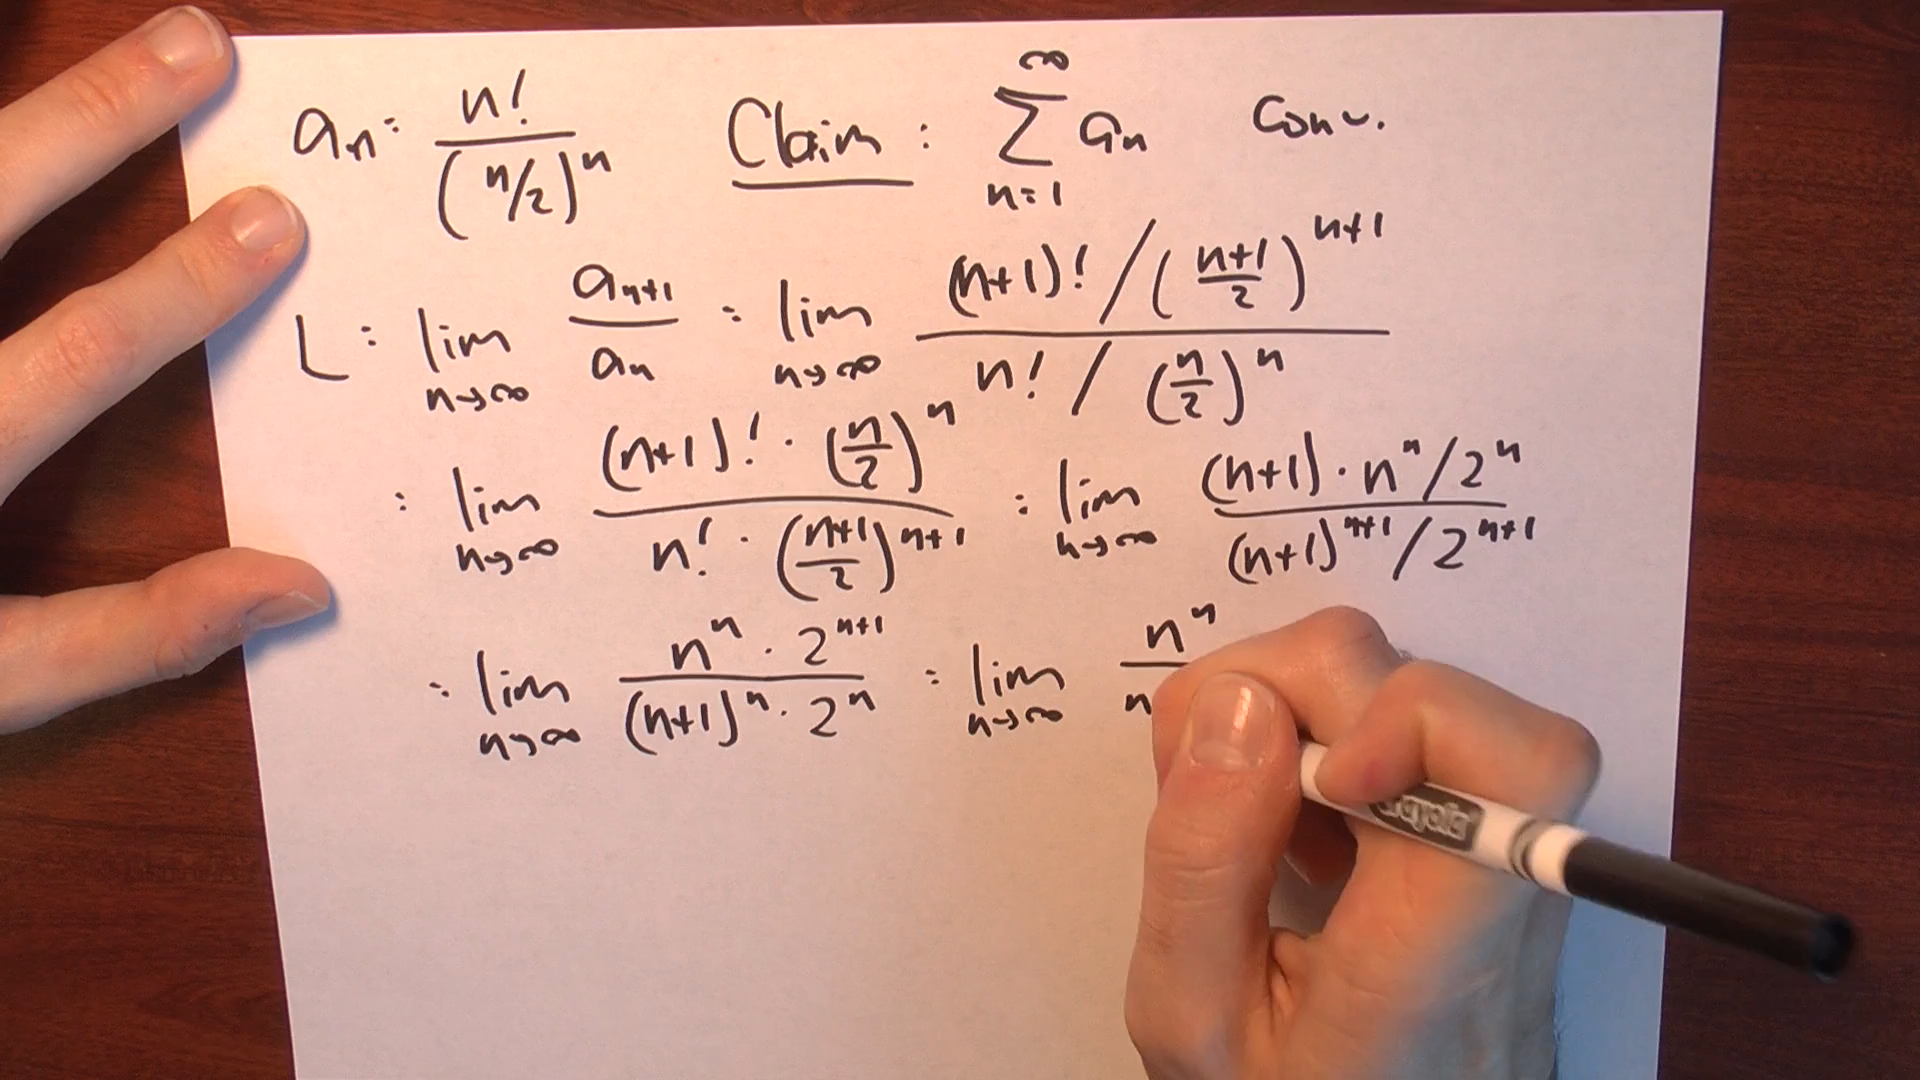 aₙ = n! / (n/2)ⁿ Claim: ∑_{n=1}^{∞} aₙ Conv.
L = lim_{n→∞} aₙ₊₁ / aₙ = lim_{n→∞} ((n+1)! / ((n+1)/2)ⁿ⁺¹) / (n! / (n/2)ⁿ)
= lim_{n→∞} ((n+1)! · (n/2)ⁿ) / (n! · ((n+1)/2)ⁿ⁺¹) = lim_{n→∞} ((n+1) · nⁿ / 2ⁿ) / ((n+1)ⁿ⁺¹ / 2ⁿ⁺¹)
= lim_{n→∞} (nⁿ · 2ⁿ⁺¹) / ((n+1)ⁿ · 2ⁿ) = lim_{n→∞} nⁿ / n